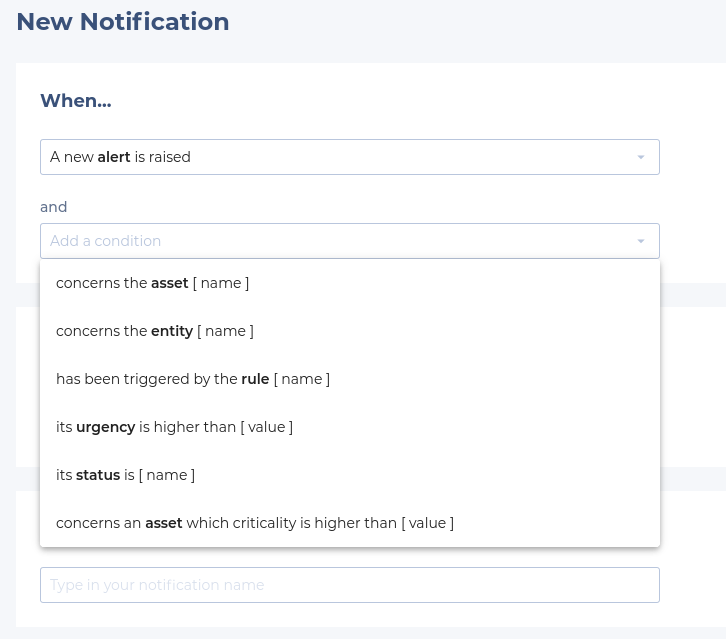 New Notification
When...
A new alert is raised
and
Add a condition
concerns the asset [ name ]
concerns the entity [ name ]
has been triggered by the rule [ name ]
its urgency is higher than [ value ]
its status is [ name ]
concerns an asset which criticality is higher than [ value ]
Type in your notification name